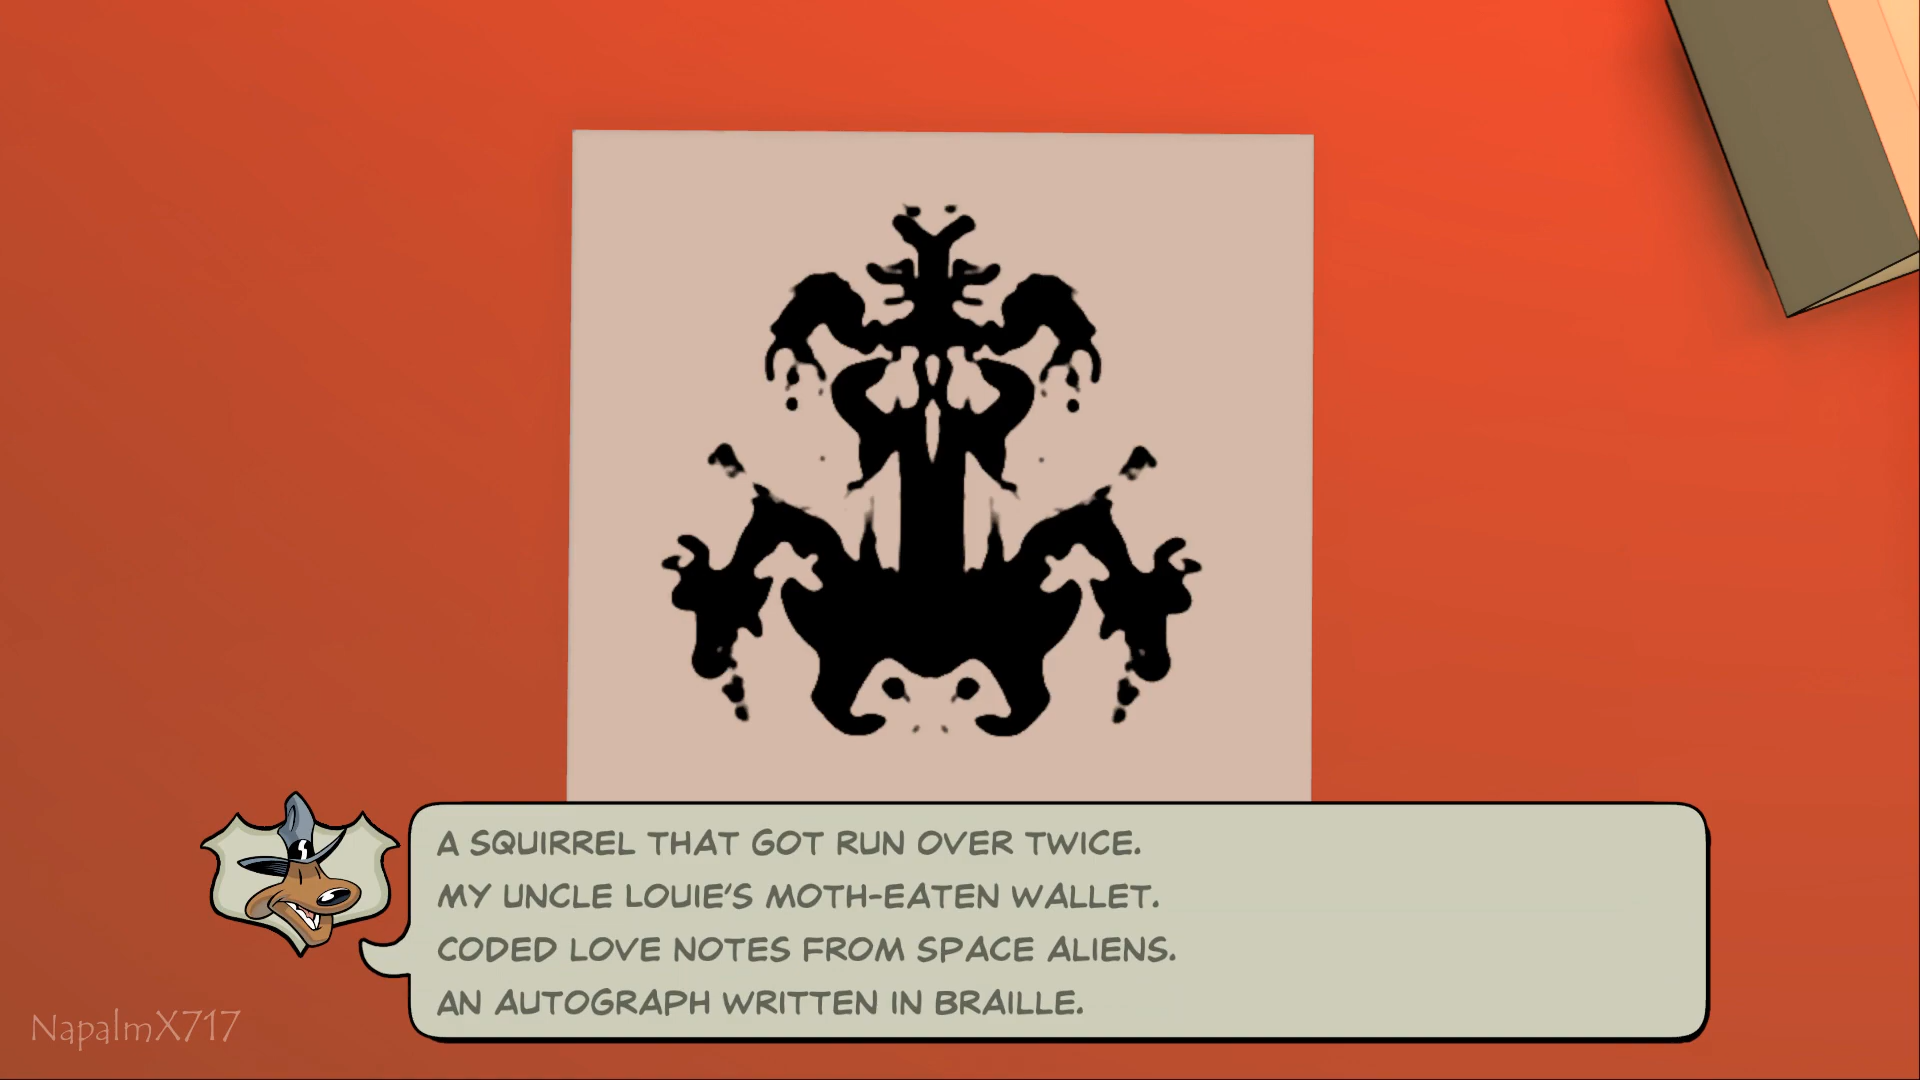 A SQUIRREL THAT GOT RUN OVER TWICE.
MY UNCLE LOUIE'S MOTH-EATEN WALLET.
CODED LOVE NOTES FROM SPACE ALIENS.
AN AUTOGRAPH WRITTEN IN BRAILLE.
NapalmX717